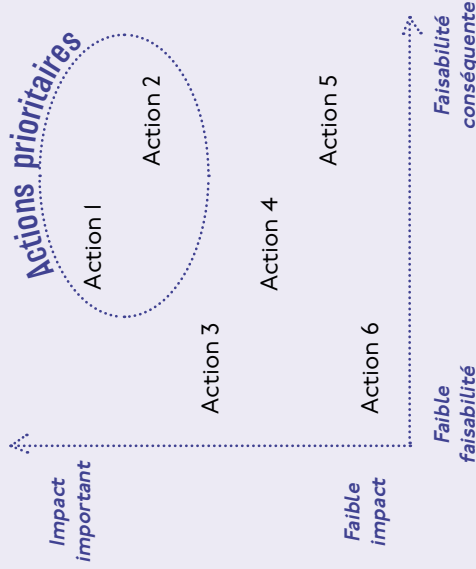 Actions prioritaires
Impact
important
Action 1
Action 2
Action 3
Action 4
Action 5
Faible
impact
Action 6
Faible
faisabilité
Faisabilité
conséquente